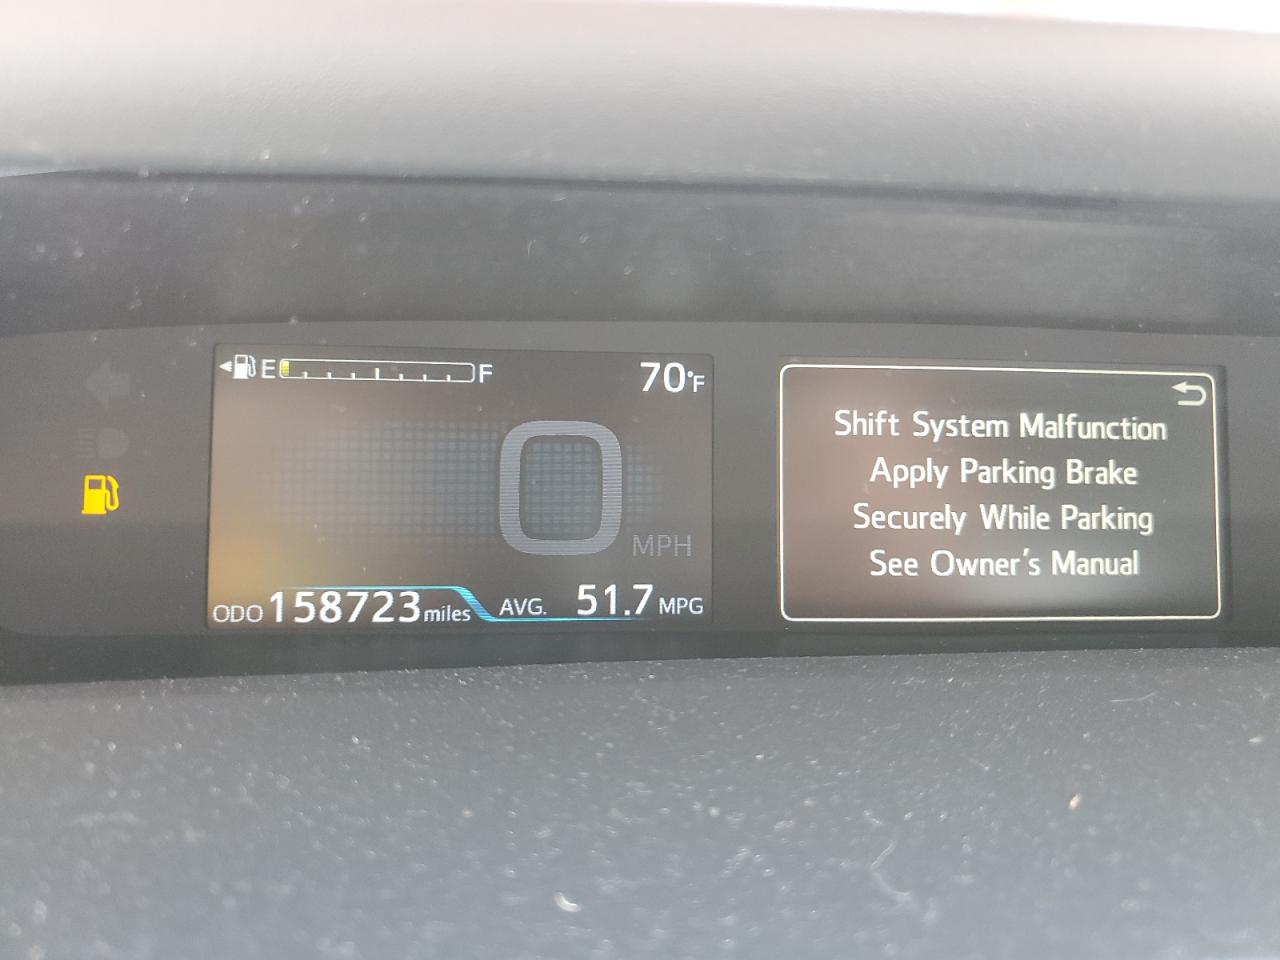 E F
70°F
0 MPH
ODO 158723 miles AVG. 51.7 MPG
Shift System Malfunction
Apply Parking Brake
Securely While Parking
See Owner's Manual